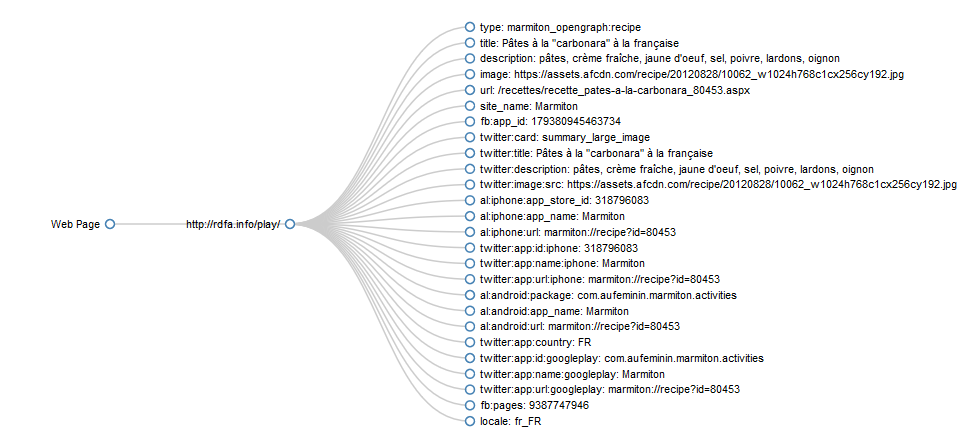 type: marmiton_opengraph:recipe
title: Pâtes à la "carbonara" à la française
description: pâtes, crème fraîche, jaune d'oeuf, sel, poivre, lardons, oignon
image: https://assets.afcdn.com/recipe/20120828/10062_w1024h768c1cx256cy192.jpg
url: /recettes/recette_pates-a-la-carbonara_80453.aspx
site_name: Marmiton
fb:app_id: 179380945463734
twitter:card: summary_large_image
twitter:title: Pâtes à la "carbonara" à la française
twitter:description: pâtes, crème fraîche, jaune d'oeuf, sel, poivre, lardons, oignon
twitter:image:src: https://assets.afcdn.com/recipe/20120828/10062_w1024h768c1cx256cy192.jpg
al:iphone:app_store_id: 318796083
al:iphone:app_name: Marmiton
Web Page
http://rdfa.info/play/
al:iphone:url: marmiton://recipe?id=80453
twitter:app:id:iphone: 318796083
twitter:app:name:iphone: Marmiton
twitter:app:url:iphone: marmiton://recipe?id=80453
al:android:package: com.aufeminin.marmiton.activities
al:android:app_name: Marmiton
al:android:url: marmiton://recipe?id=80453
twitter:app:country: FR
twitter:app:id:googleplay: com.aufeminin.marmiton.activities
twitter:app:name:googleplay: Marmiton
twitter:app:url:googleplay: marmiton://recipe?id=80453
fb:pages: 9387747946
locale: fr_FR